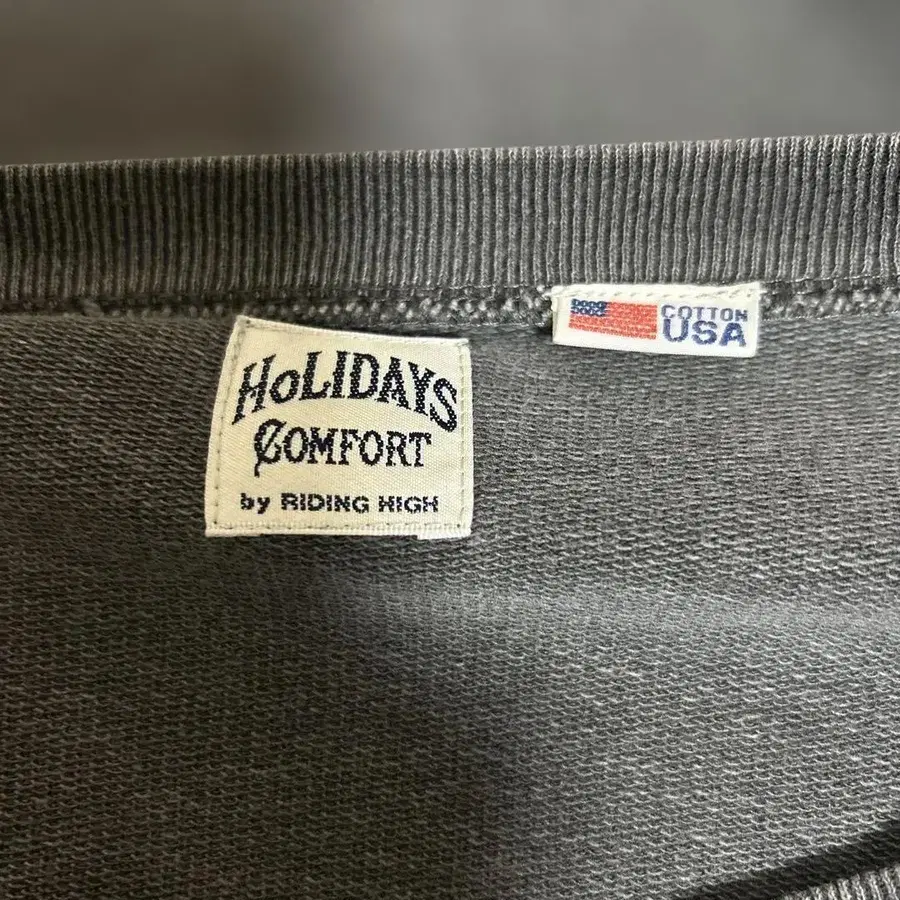 HOLIDAYS
COMFORT
by RIDING HIGH
COTTON
USA